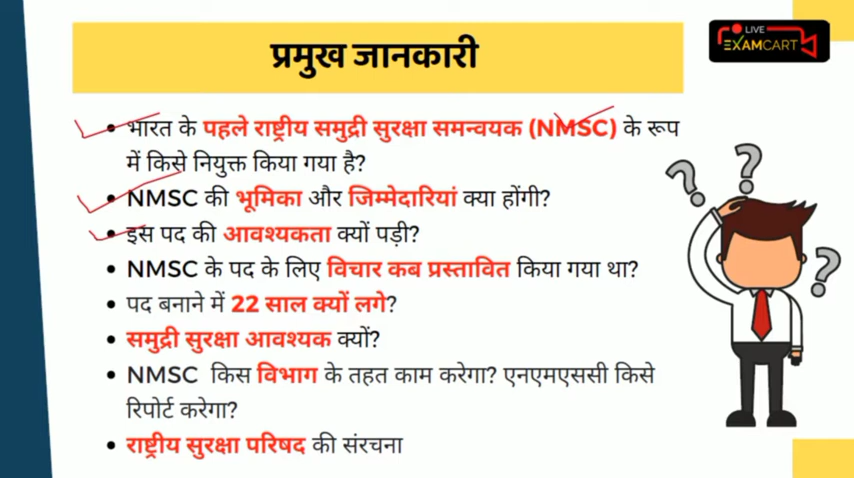 प्रमुख जानकारी
LIVE
EXAMCART
• भारत के पहले राष्ट्रीय समुद्री सुरक्षा समन्वयक (NMSC) के रूप
में किसे नियुक्त किया गया है?
• NMSC की भूमिका और जिम्मेदारियां क्या होंगी?
• इस पद की आवश्यकता क्यों पड़ी?
• NMSC के पद के लिए विचार कब प्रस्तावित किया गया था?
• पद बनाने में 22 साल क्यों लगे?
• समुद्री सुरक्षा आवश्यक क्यों?
• NMSC किस विभाग के तहत काम करेगा? एनएमएससी किसे
रिपोर्ट करेगा?
• राष्ट्रीय सुरक्षा परिषद की संरचना